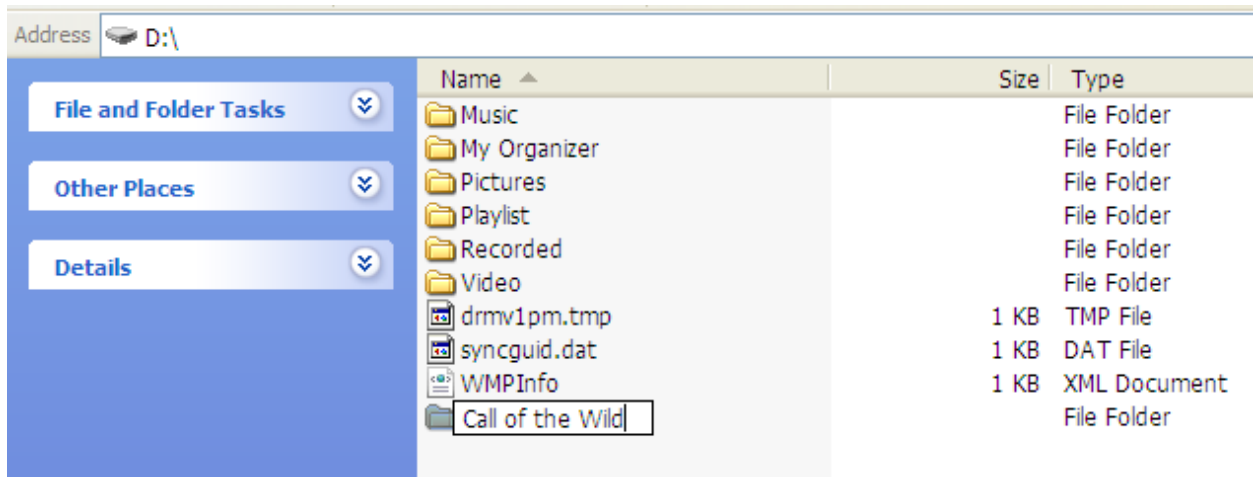 Address D:\
Name Size Type
File and Folder Tasks
Other Places
Details
Music File Folder
My Organizer File Folder
Pictures File Folder
Playlist File Folder
Recorded File Folder
Video File Folder
drmv1pm.tmp 1 KB TMP File
syncguid.dat 1 KB DAT File
WMPInfo 1 KB XML Document
Call of the Wild File Folder